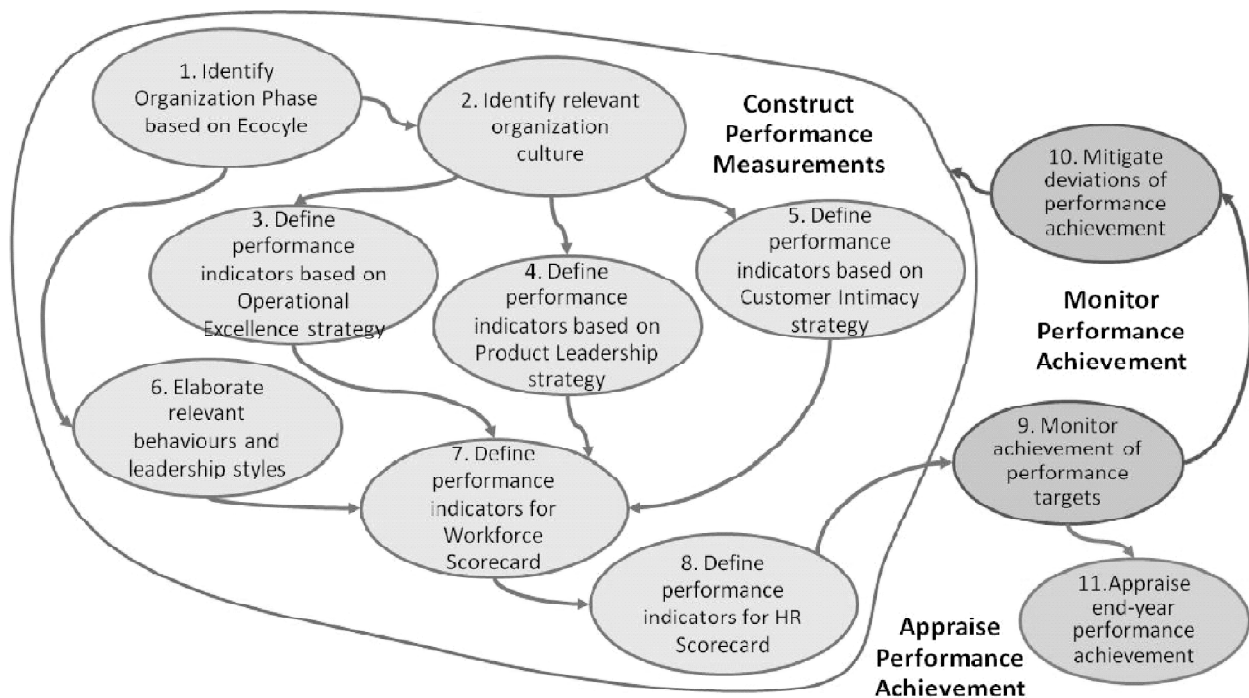 1. Identify
Organization Phase
based on Ecocyle
2. Identify relevant
organization
culture
Construct
Performance
Measurements
3. Define
performance
indicators based on
Operational
Excellence strategy
4. Define
performance
indicators based on
Product Leadership
strategy
5. Define
performance
indicators based on
Customer Intimacy
strategy
6. Elaborate
relevant
behaviours and
leadership styles
7. Define
performance
indicators for
Workforce
Scorecard
8. Define
performance
indicators for HR
Scorecard
10. Mitigate
deviations of
performance
achievement
Monitor
Performance
Achievement
9. Monitor
achievement of
performance
targets
11.Appraise
end-year
performance
achievement
Appraise
Performance
Achievement